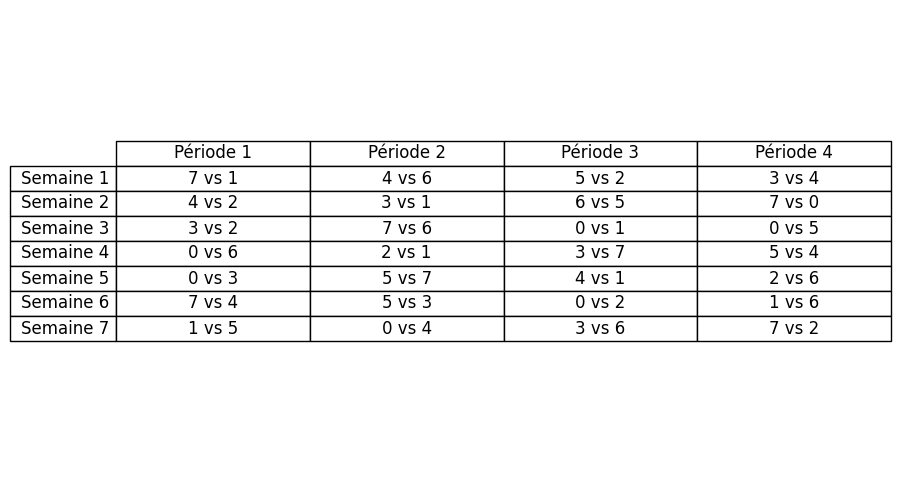 Période 1 Période 2 Période 3 Période 4
Semaine 1 7 vs 1 4 vs 6 5 vs 2 3 vs 4
Semaine 2 4 vs 2 3 vs 1 6 vs 5 7 vs 0
Semaine 3 3 vs 2 7 vs 6 0 vs 1 0 vs 5
Semaine 4 0 vs 6 2 vs 1 3 vs 7 5 vs 4
Semaine 5 0 vs 3 5 vs 7 4 vs 1 2 vs 6
Semaine 6 7 vs 4 5 vs 3 0 vs 2 1 vs 6
Semaine 7 1 vs 5 0 vs 4 3 vs 6 7 vs 2